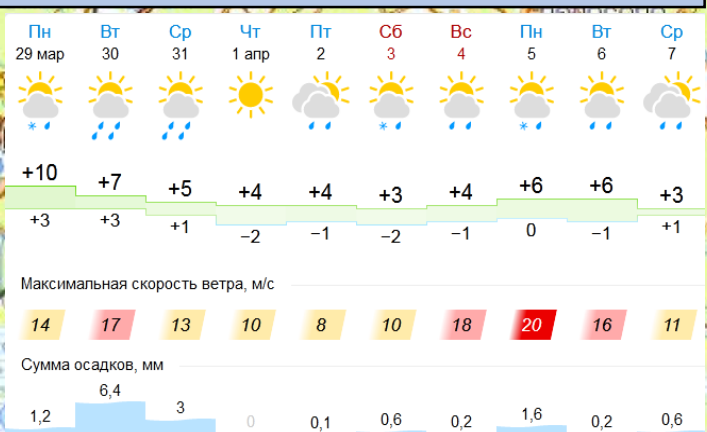 Пн Вт Ср Чт Пт Сб Вс Пн Вт Ср
29 мар 30 31 1 апр 2 3 4 5 6 7
+10 +7 +5 +4 +4 +3 +4 +6 +6 +3
+3 +3 +1 −2 −1 −2 −1 0 −1 +1
Максимальная скорость ветра, м/с
14 17 13 10 8 10 18 20 16 11
Сумма осадков, мм
1,2 6,4 3 0 0,1 0,6 0,2 1,6 0,2 0,6